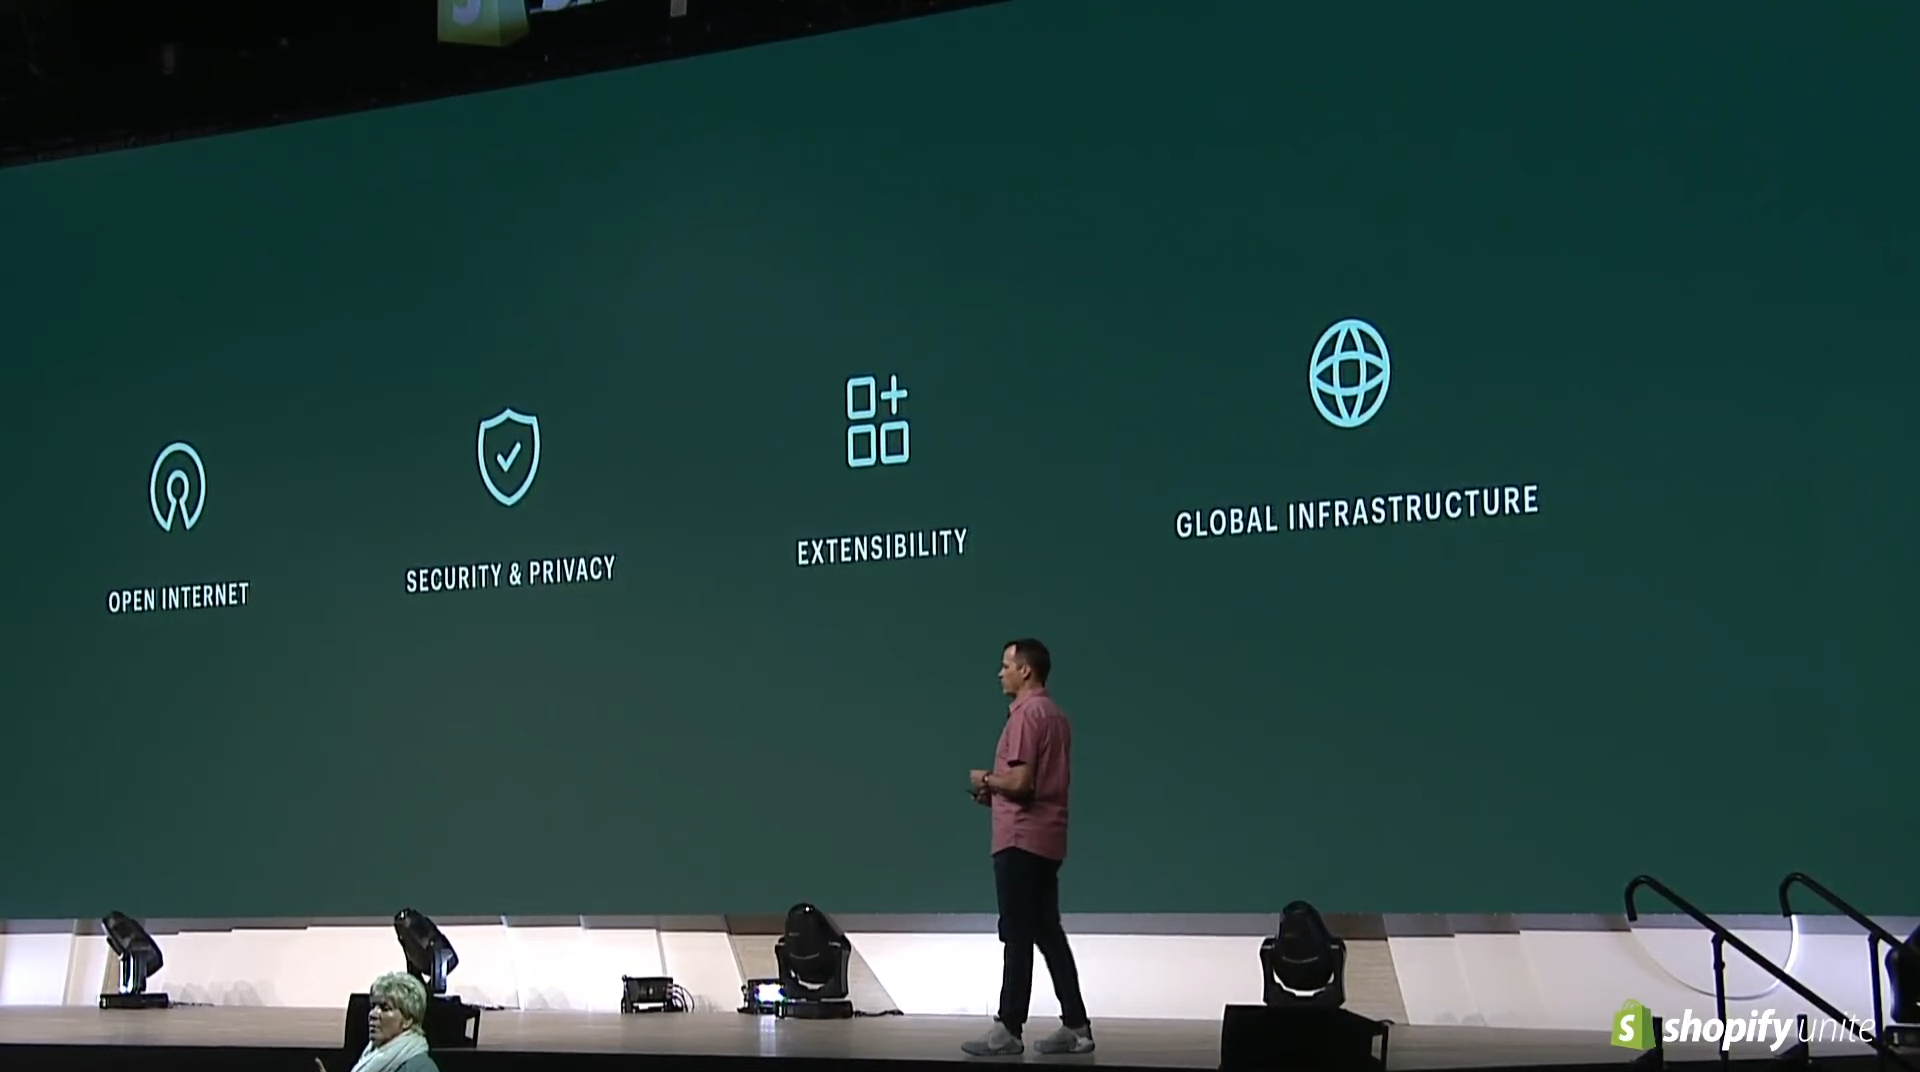 OPEN INTERNET
SECURITY & PRIVACY
EXTENSIBILITY
GLOBAL INFRASTRUCTURE
shopify unite